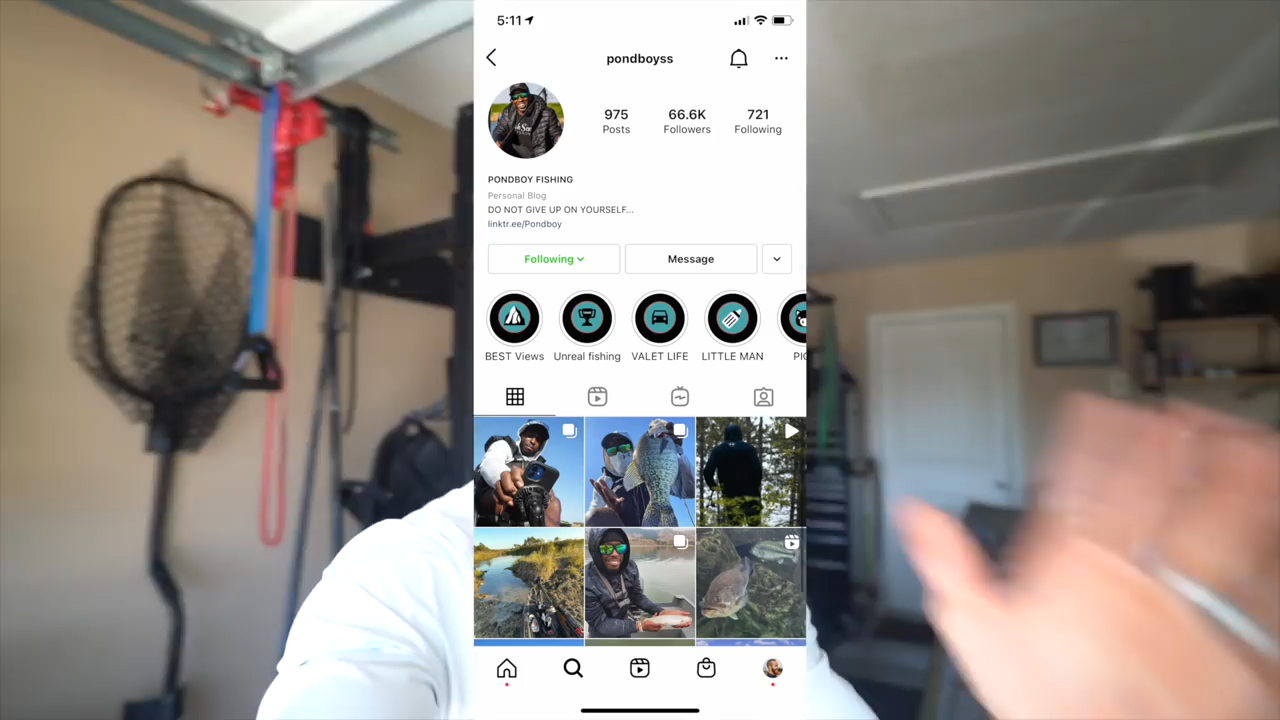 5:11
pondboyss
975
66.6K
721
Posts
Followers
Following
PONDBOY FISHING
Personal Blog
DO NOT GIVE UP ON YOURSELF...
linktr.ee/Pondboy
Following
Message
BEST Views
Unreal fishing
VALET LIFE
LITTLE MAN
PIC